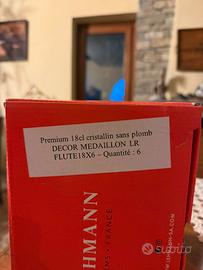 Premium 18cl cristallin sans plomb
DECOR MEDAILLON LR
FLUTE18X6 – Quantité : 6
HMANN
FRANCE
subito